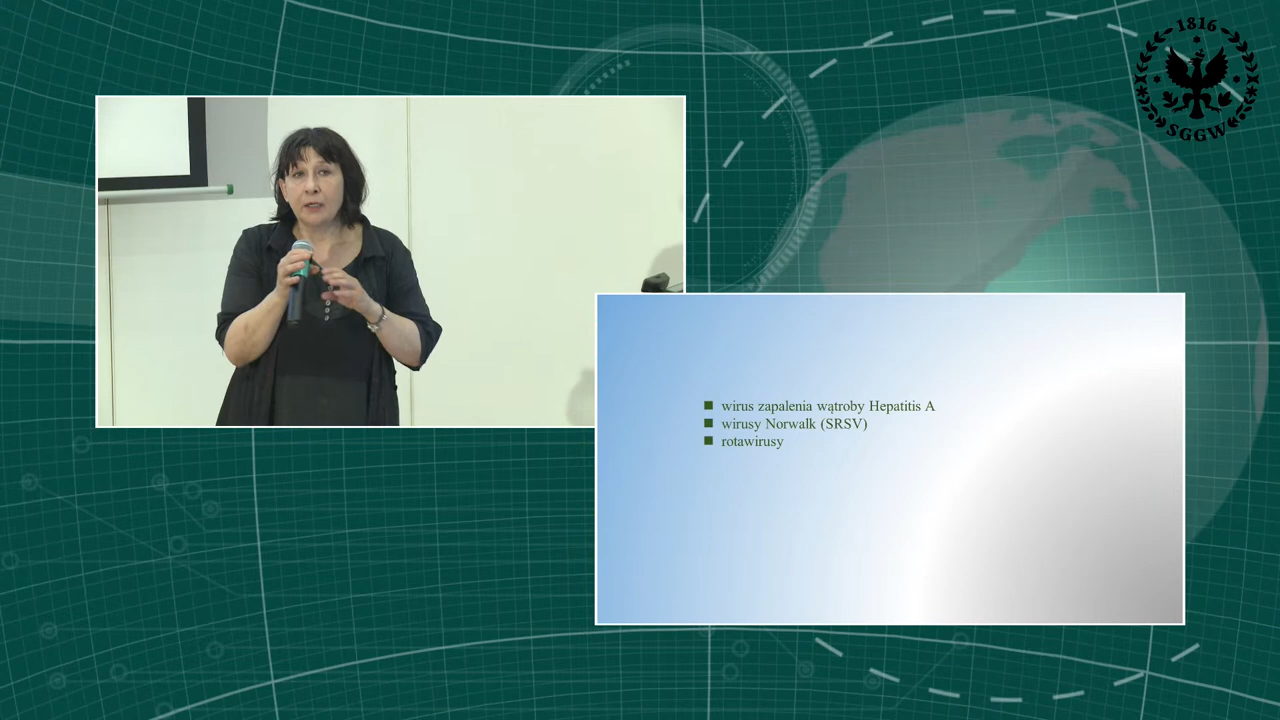 1816
SGGW
wirus zapalenia wątroby Hepatitis A
wirusy Norwalk (SRSV)
rotawirusy